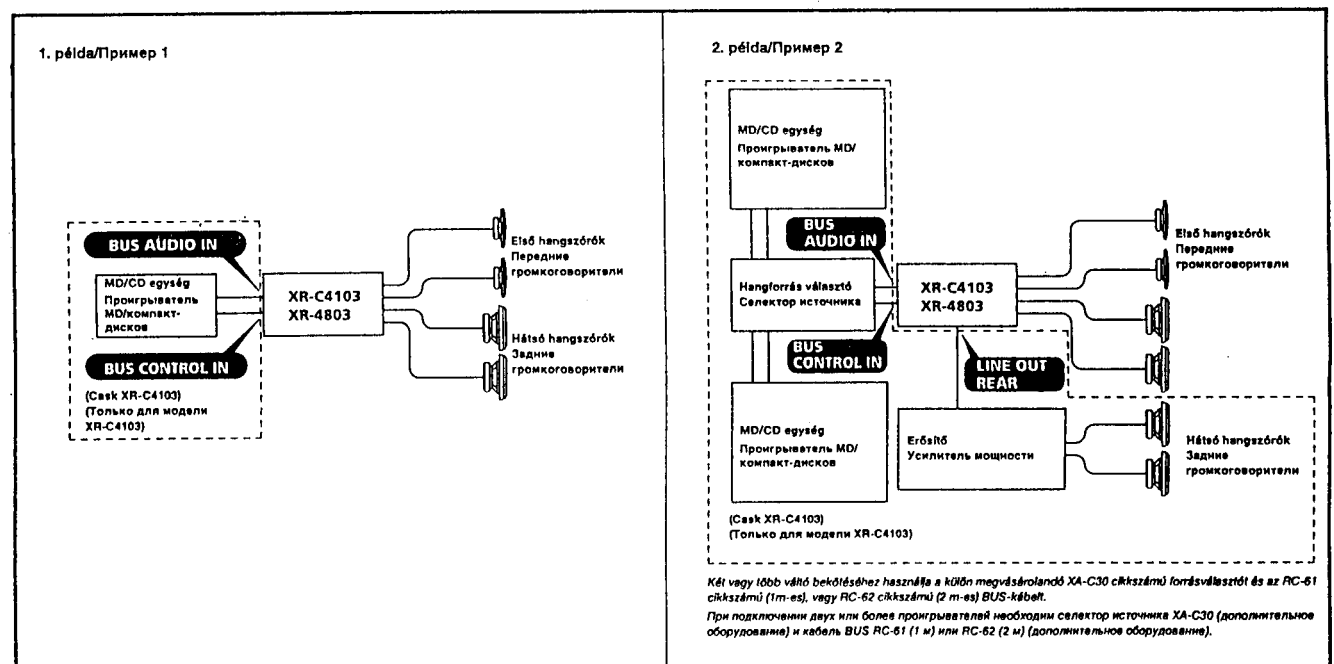 1. példa/Пример 1
BUS AUDIO IN
MD/CD egység
Проигрыватель
MD/компакт-
дисков
BUS CONTROL IN
(Cask XR-C4103)
(Только для модели
XR-C4103)
XR-C4103
XR-4803
Első hangszórók
Передние
громкоговорители
Hátsó hangszórók
Задние
громкоговорители
2. példa/Пример 2
MD/CD egység
Проигрыватель MD/
компакт-дисков
BUS
AUDIO IN
Hangforrás választó
Селектор источника
BUS
CONTROL IN
XR-C4103
XR-4803
LINE OUT
REAR
Első hangszórók
Передние
громкоговорители
MD/CD egység
Проигрыватель MD/
компакт-дисков
Erősítő
Усилитель мощности
Hátsó hangszórók
Задние
громкоговорители
(Cask XR-C4103)
(Только для модели XR-C4103)
Két vagy több váltó bekötéséhez használja a külön megvásárolandó XA-C30 cikkszámú forrásválasztót és az RC-61
cikkszámú (1m-es), vagy RC-62 cikkszámú (2 m-es) BUS-kábelt.
При подключении двух или более проигрывателей необходим селектор источника XA-C30 (дополнительное
оборудование) и кабель BUS RC-61 (1 м) или RC-62 (2 м) (дополнительное оборудование).